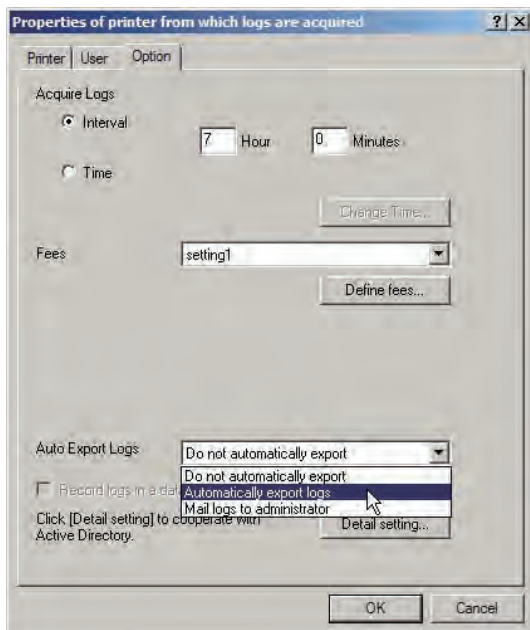 Properties of printer from which logs are acquired
Printer User Option
Acquire Logs
Interval 7 Hour 0 Minutes
Time
Change Time...
Fees setting1
Define fees...
Auto Export Logs Do not automatically export
Do not automatically export
Automatically export logs
Record logs in a
Mail logs to administrator
Click [Detail setting] to cooperate with
Active Directory.
Detail setting...
OK Cancel